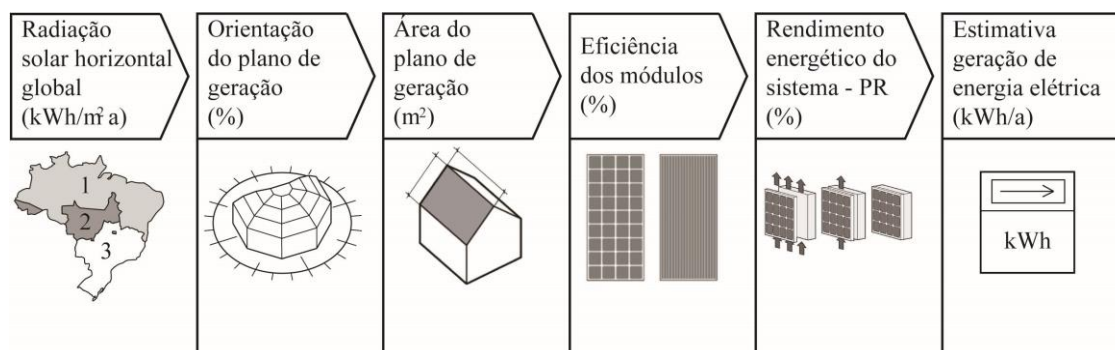 Radiação
solar horizontal
global
(kWh/m² a)
Orientação
do plano de
geração
(%)
Área do
plano de
geração
(m²)
Eficiência
dos módulos
(%)
Rendimento
energético do
sistema - PR
(%)
Estimativa
geração de
energia elétrica
(kWh/a)
1
2
3
kWh